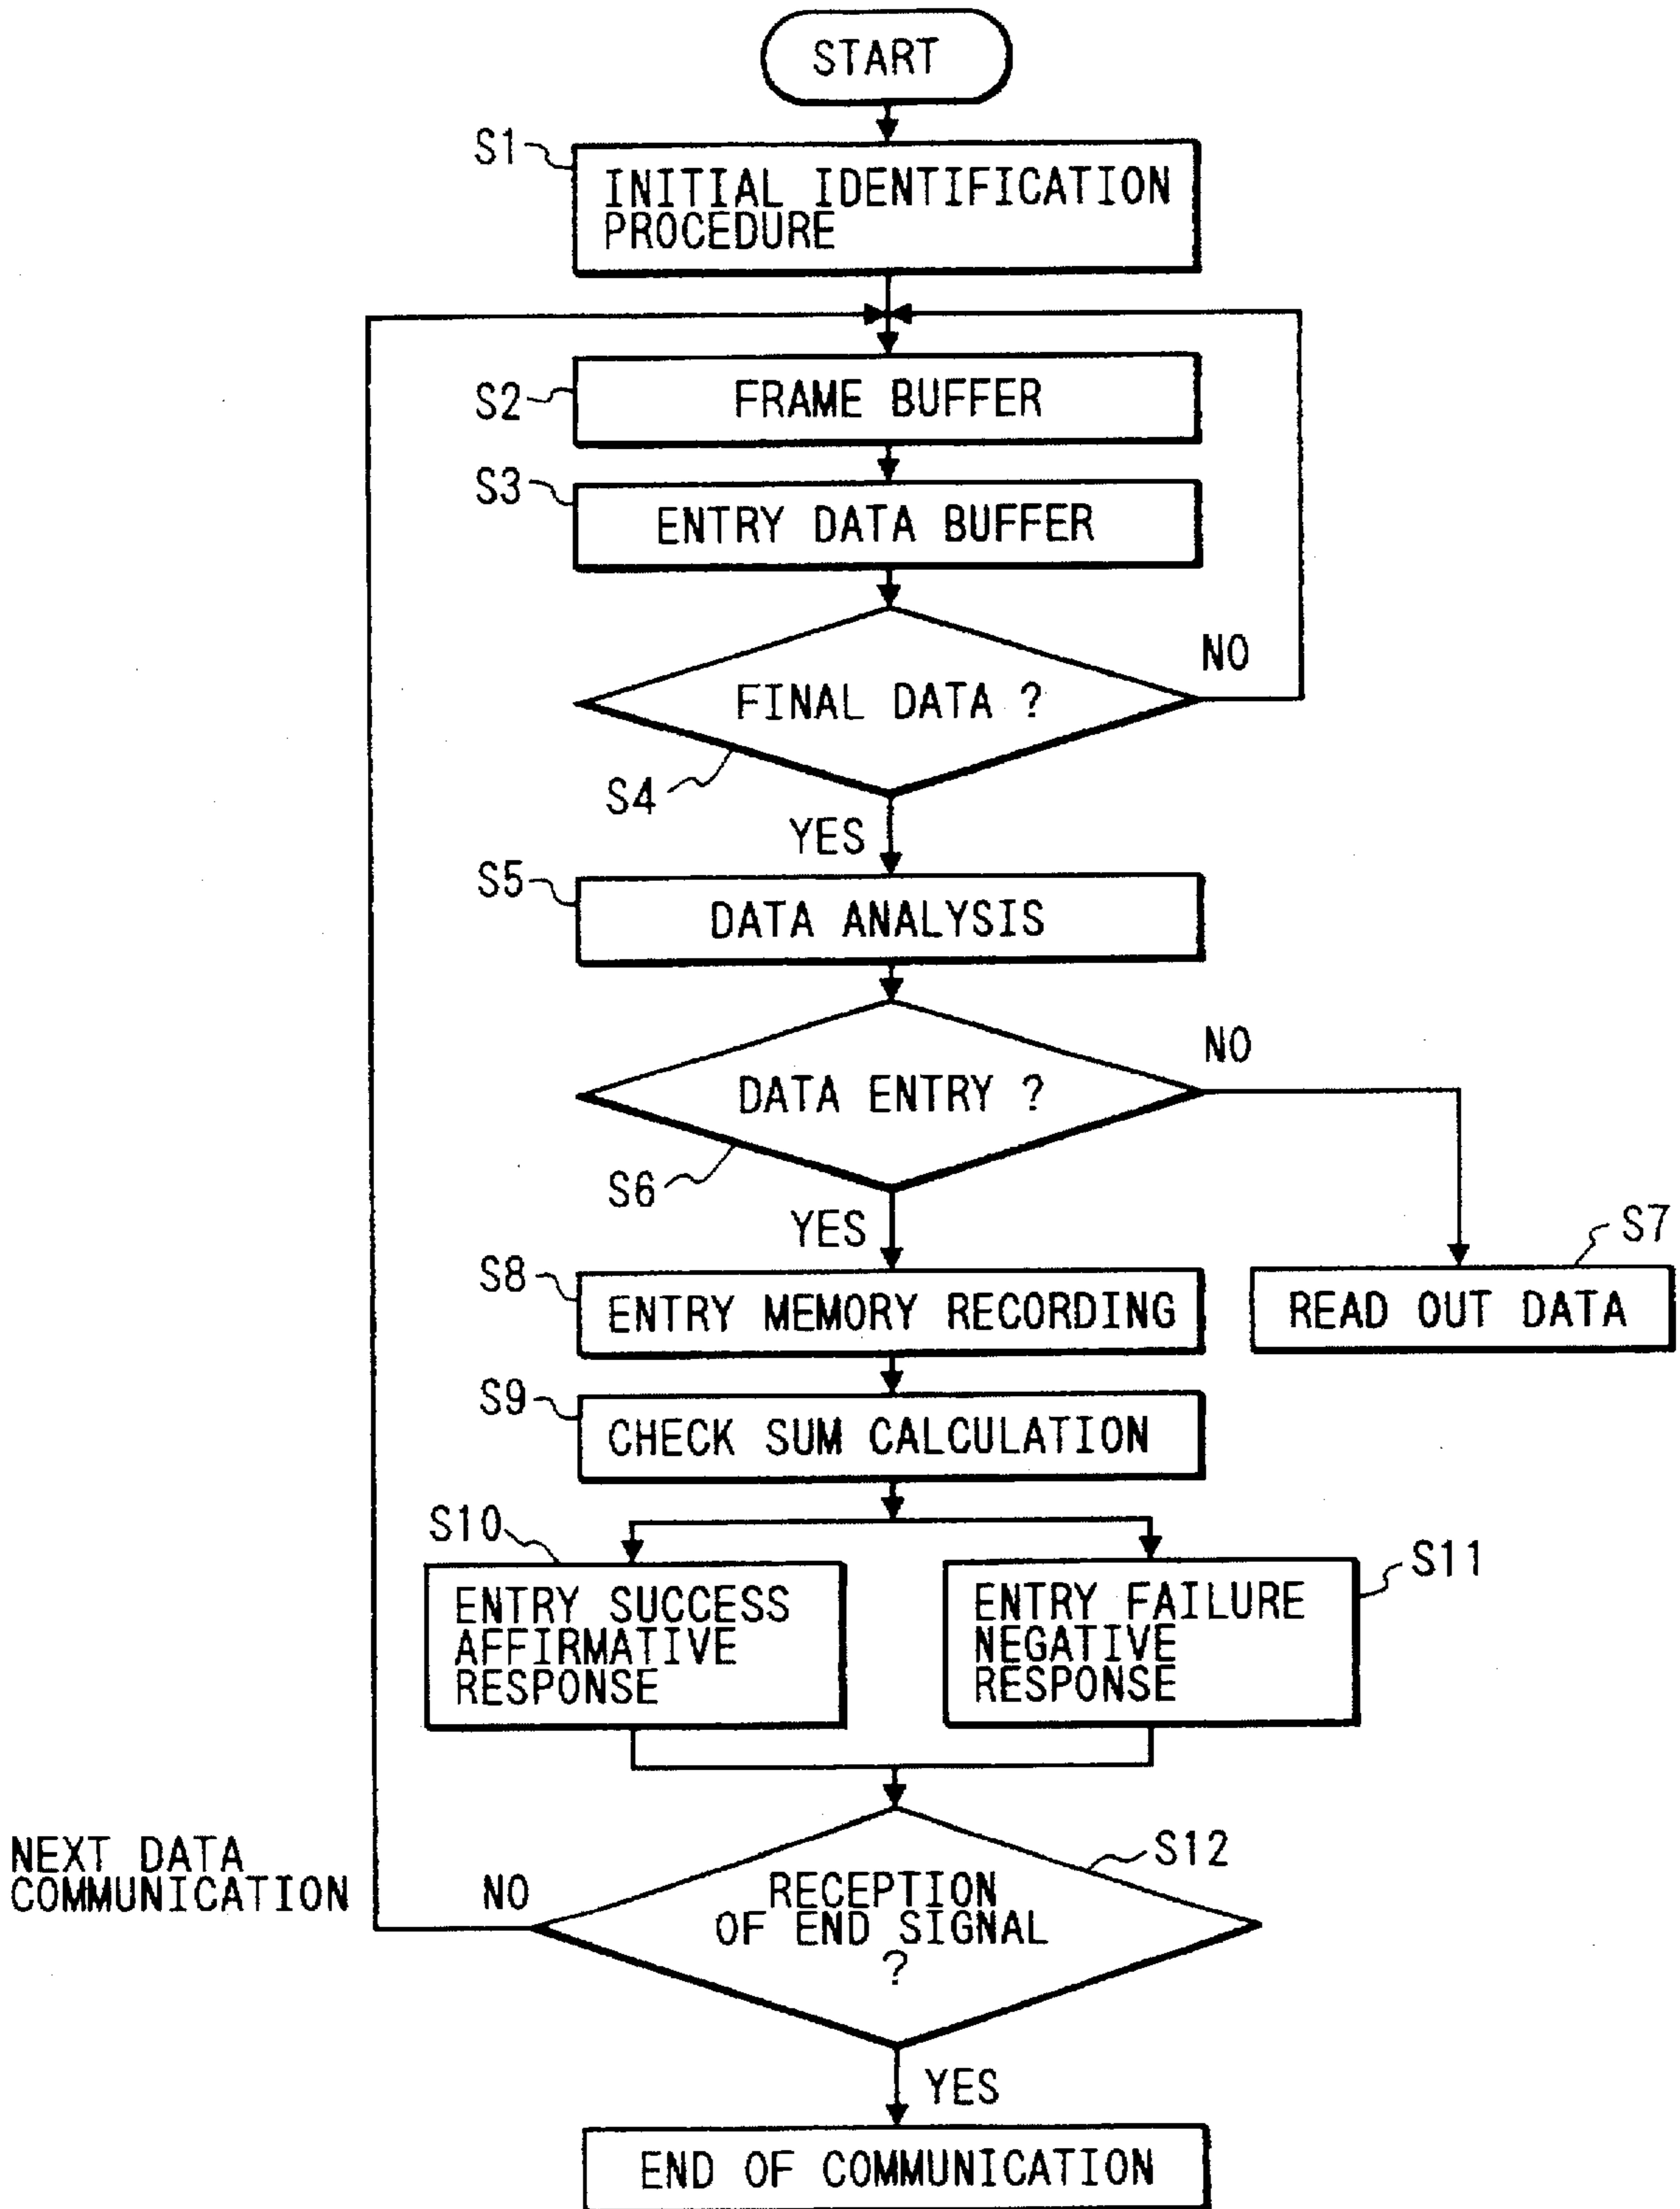 START
S1
INITIAL IDENTIFICATION
PROCEDURE
S2
FRAME BUFFER
S3
ENTRY DATA BUFFER
FINAL DATA ?
NO
S4
YES
S5
DATA ANALYSIS
DATA ENTRY ?
NO
S6
YES
S7
READ OUT DATA
S8
ENTRY MEMORY RECORDING
S9
CHECK SUM CALCULATION
S10
ENTRY SUCCESS
AFFIRMATIVE
RESPONSE
S11
ENTRY FAILURE
NEGATIVE
RESPONSE
S12
RECEPTION
OF END SIGNAL
?
NEXT DATA
COMMUNICATION
NO
YES
END OF COMMUNICATION